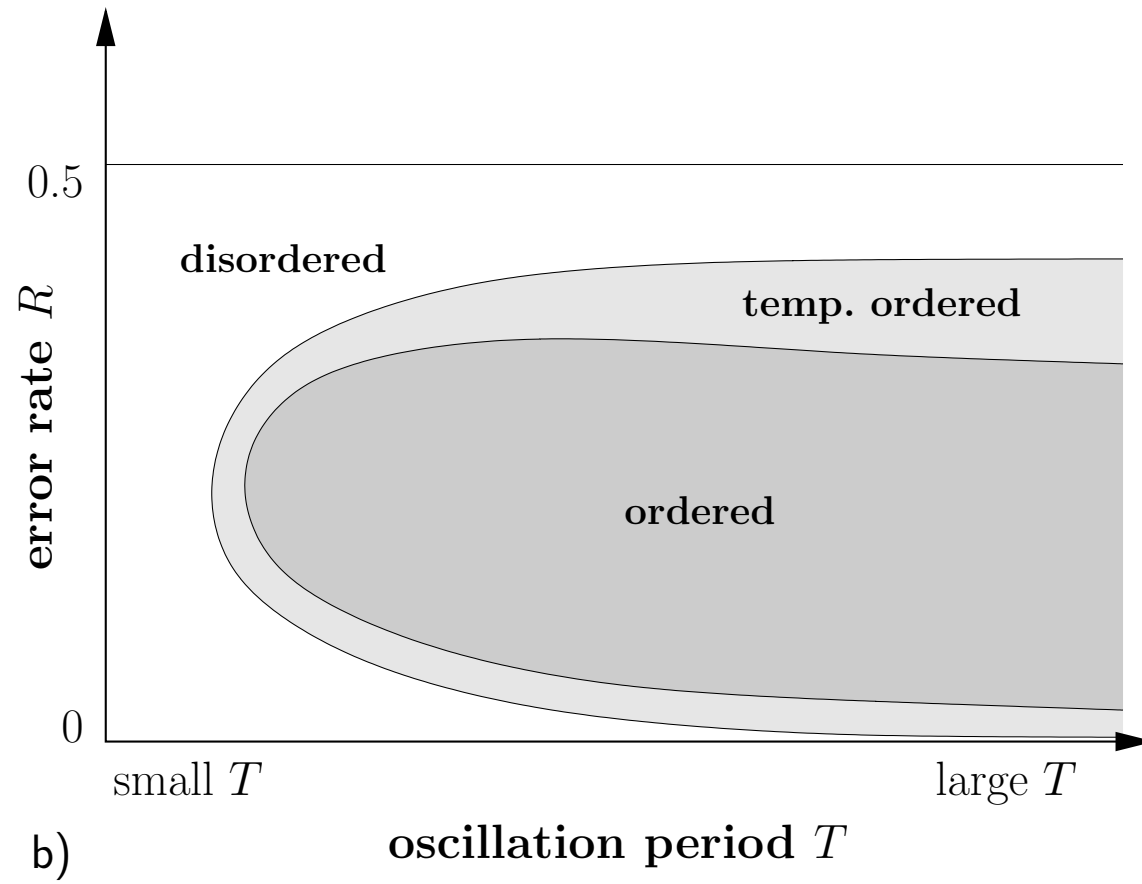 0.5
disordered
temp. ordered
error rate R
ordered
0
small T
large T
oscillation period T
b)